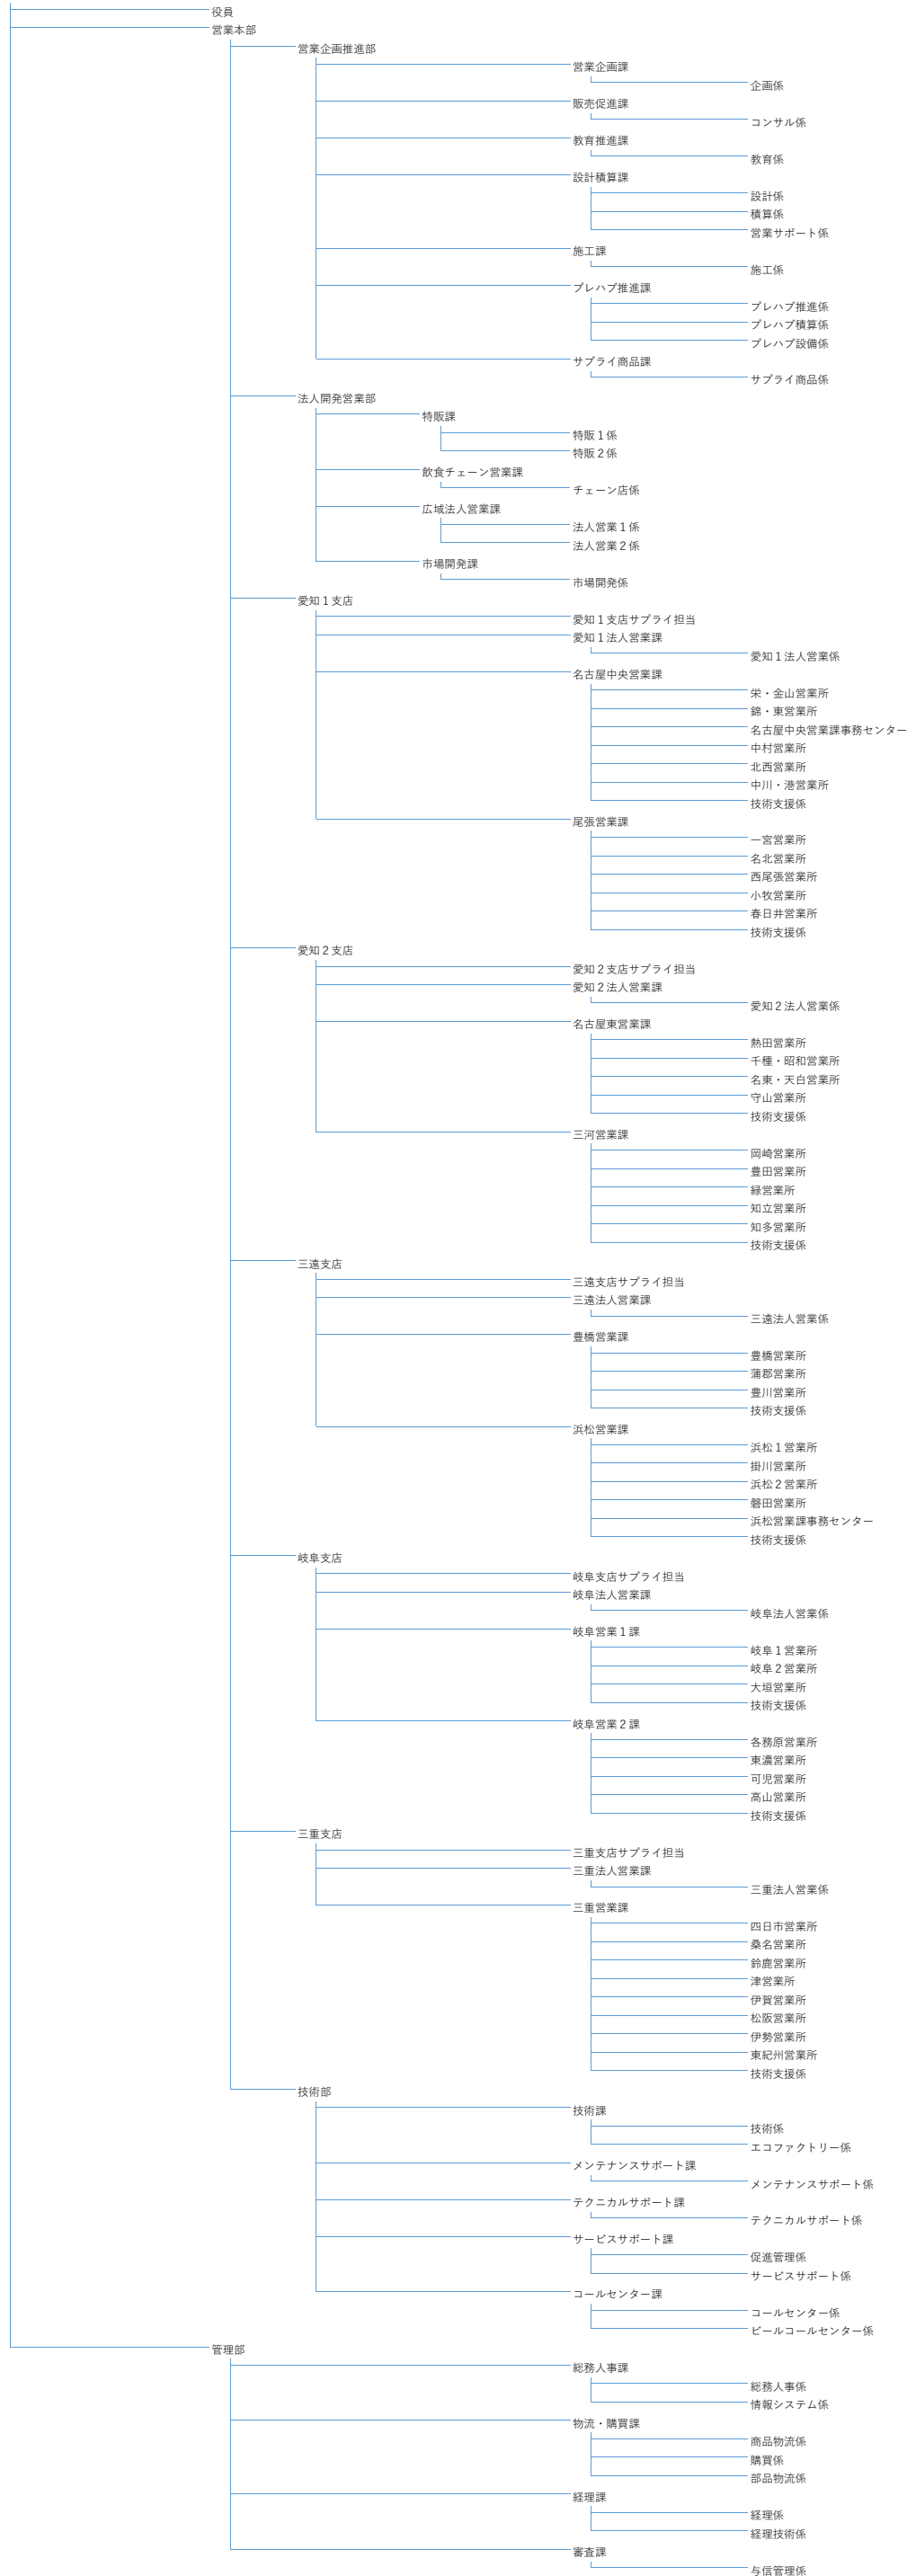 役員
営業本部
営業企画推進部
営業企画課
企画係
販売促進課
コンサル係
教育推進課
教育係
設計積算課
設計係
積算係
営業サポート係
施工課
施工係
プレハブ推進課
プレハブ推進係
プレハブ積算係
プレハブ設備係
サプライ商品課
サプライ商品係
法人開発営業部
特販課
特販１係
特販２係
飲食チェーン営業課
チェーン店係
広域法人営業課
法人営業１係
法人営業２係
市場開発課
市場開発係
愛知１支店
愛知１支店サプライ担当
愛知１法人営業課
愛知１法人営業係
名古屋中央営業課
栄・金山営業所
錦・東営業所
名古屋中央営業課事務センター
中村営業所
北西営業所
中川・港営業所
技術支援係
尾張営業課
一宮営業所
名北営業所
西尾張営業所
小牧営業所
春日井営業所
技術支援係
愛知２支店
愛知２支店サプライ担当
愛知２法人営業課
愛知２法人営業係
名古屋東営業課
熱田営業所
千種・昭和営業所
名東・天白営業所
守山営業所
技術支援係
三河営業課
岡崎営業所
豊田営業所
緑営業所
知立営業所
知多営業所
技術支援係
三遠支店
三遠支店サプライ担当
三遠法人営業課
三遠法人営業係
豊橋営業課
豊橋営業所
蒲郡営業所
豊川営業所
技術支援係
浜松営業課
浜松１営業所
掛川営業所
浜松２営業所
磐田営業所
浜松営業課事務センター
技術支援係
岐阜支店
岐阜支店サプライ担当
岐阜法人営業課
岐阜法人営業係
岐阜営業１課
岐阜１営業所
岐阜２営業所
大垣営業所
技術支援係
岐阜営業２課
各務原営業所
東濃営業所
可児営業所
高山営業所
技術支援係
三重支店
三重支店サプライ担当
三重法人営業課
三重法人営業係
三重営業課
四日市営業所
桑名営業所
鈴鹿営業所
津営業所
伊賀営業所
松阪営業所
伊勢営業所
東紀州営業所
技術支援係
技術部
技術課
技術係
エコファクトリー係
メンテナンスサポート課
メンテナンスサポート係
テクニカルサポート課
テクニカルサポート係
サービスサポート課
促進管理係
サービスサポート係
コールセンター課
コールセンター係
ビールコールセンター係
管理部
総務人事課
総務人事係
情報システム係
物流・購買課
商品物流係
購買係
部品物流係
経理課
経理係
経理技術係
審査課
与信管理係